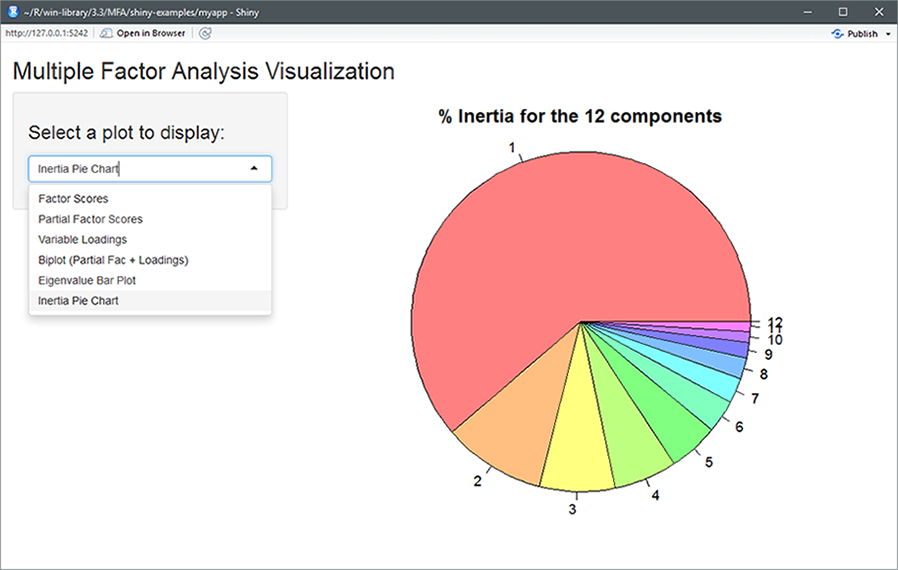 ~/R/win-library/3.3/MFA/shiny-examples/myapp - Shiny
http://127.0.0.1:5242 Open in Browser Publish
Multiple Factor Analysis Visualization
Select a plot to display:
Inertia Pie Chart
Factor Scores
Partial Factor Scores
Variable Loadings
Biplot (Partial Fac + Loadings)
Eigenvalue Bar Plot
Inertia Pie Chart
% Inertia for the 12 components
1
2
3
4
5
6
7
8
9
10
11
12